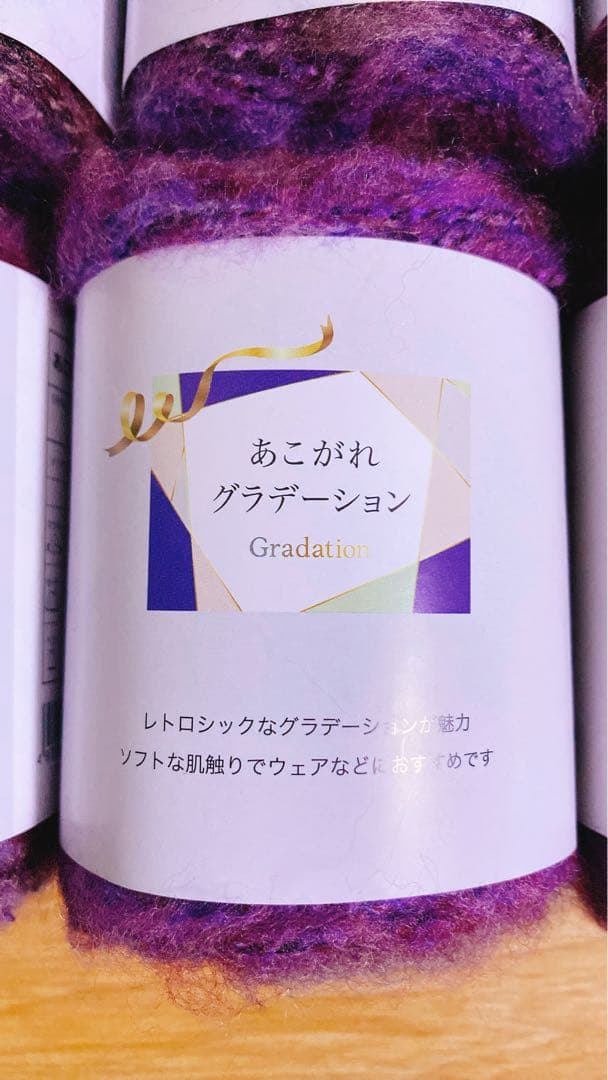 あこがれ
グラデーション
Gradation
レトロシックなグラデーションが魅力
ソフトな肌触りでウェアなどにおすすめです